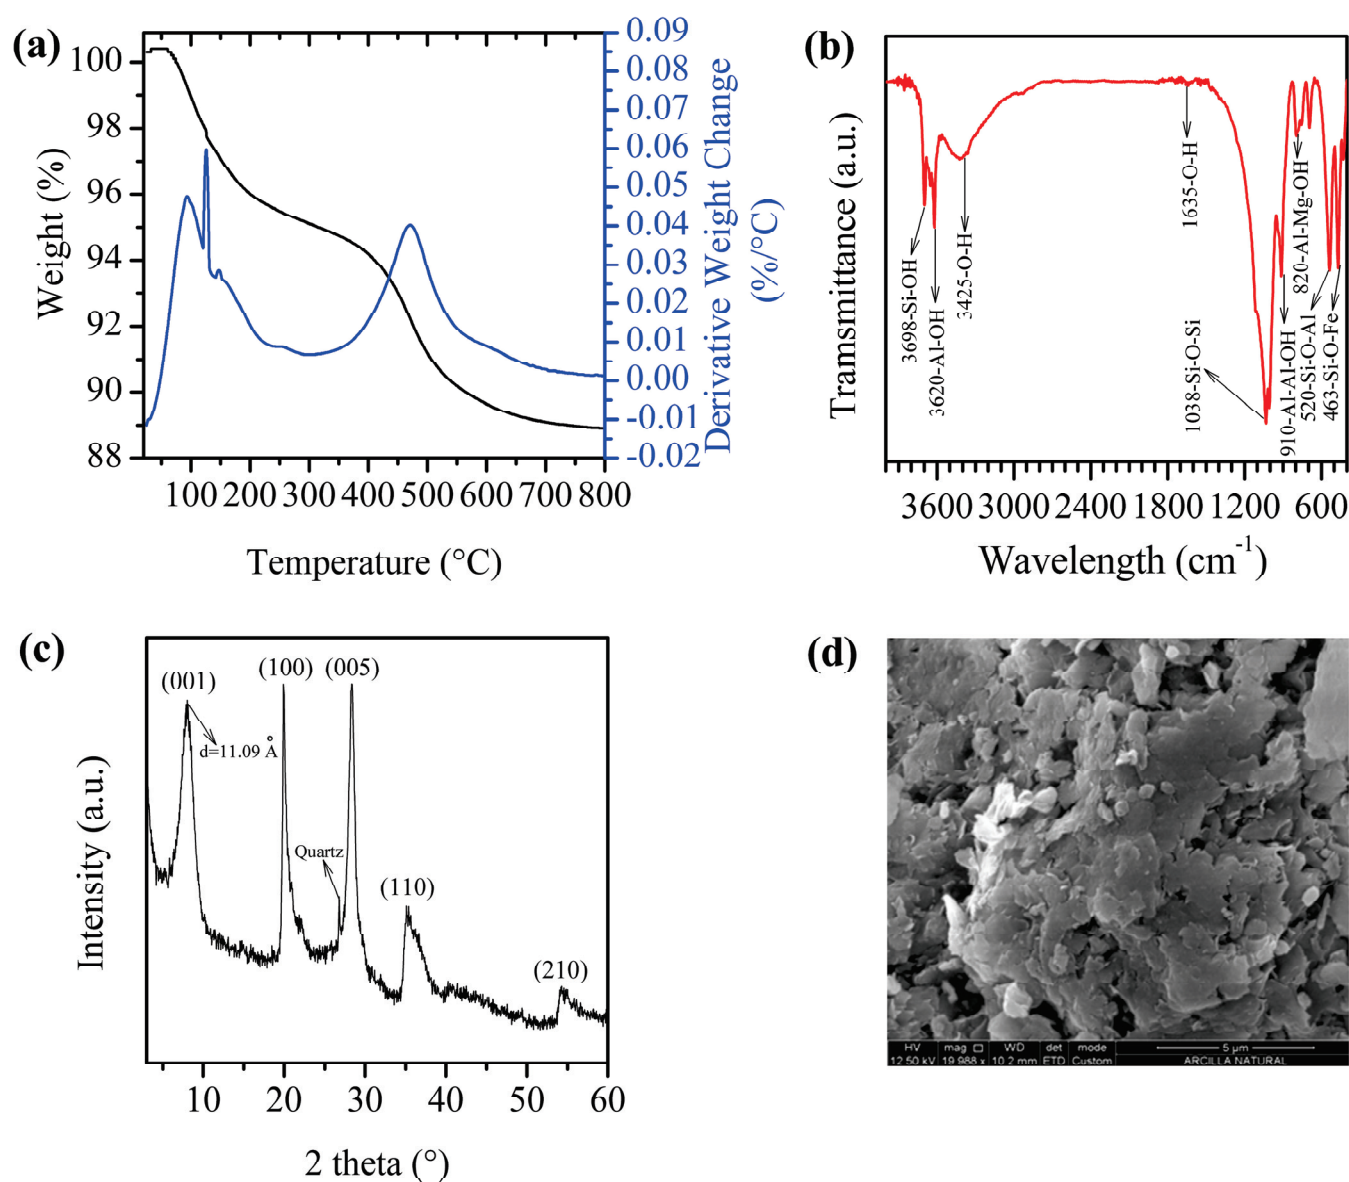 (a)
100
98
96
94
92
90
88
Weight (%)
0.09
0.08
0.07
0.06
0.05
0.04
0.03
0.02
0.01
0.00
-0.01
-0.02
Derivative Weight Change
(%/°C)
100 200 300 400 500 600 700 800
Temperature (°C)
(b)
Tramsmittance (a.u.)
3698-Si-OH
3620-Al-OH
3425-O-H
1635-O-H
1038-Si-O-Si
910-Al-Al-OH
820-Al-Mg-OH
520-Si-O-Al
463-Si-O-Fe
3600 3000 2400 1800 1200 600
Wavelength (cm-1)
(c)
Intensity (a.u.)
(001)
d=11.09 Å
(100)
(005)
Quartz
(110)
(210)
10 20 30 40 50 60
2 theta (°)
(d)
HV mag WD det mode 5 µm
12.50 kV 19 988 x 10.2 mm ETD Custom ARCILLA NATURAL